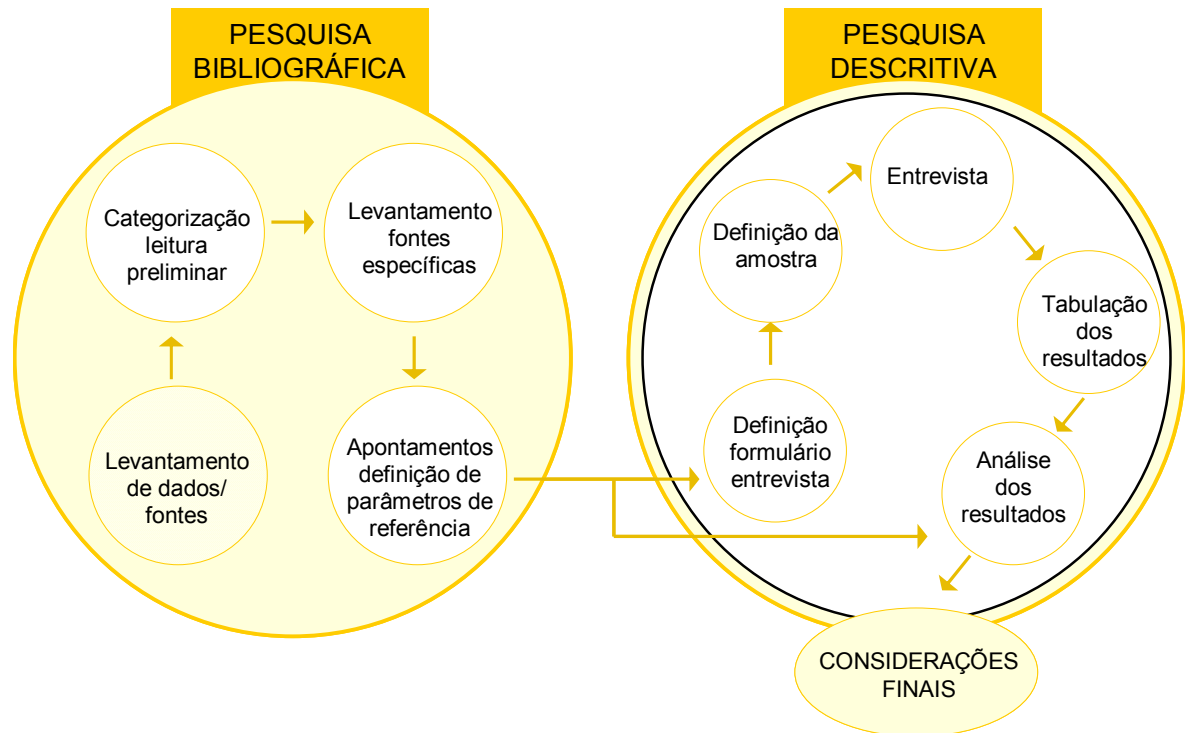 PESQUISA
BIBLIOGRÁFICA
Categorização
leitura
preliminar
Levantamento
fontes
específicas
Levantamento
de dados/
fontes
Apontamentos
definição de
parâmetros de
referência
PESQUISA
DESCRITIVA
Entrevista
Definição da
amostra
Tabulação
dos
resultados
Definição
formulário
entrevista
Análise
dos
resultados
CONSIDERAÇÕES
FINAIS